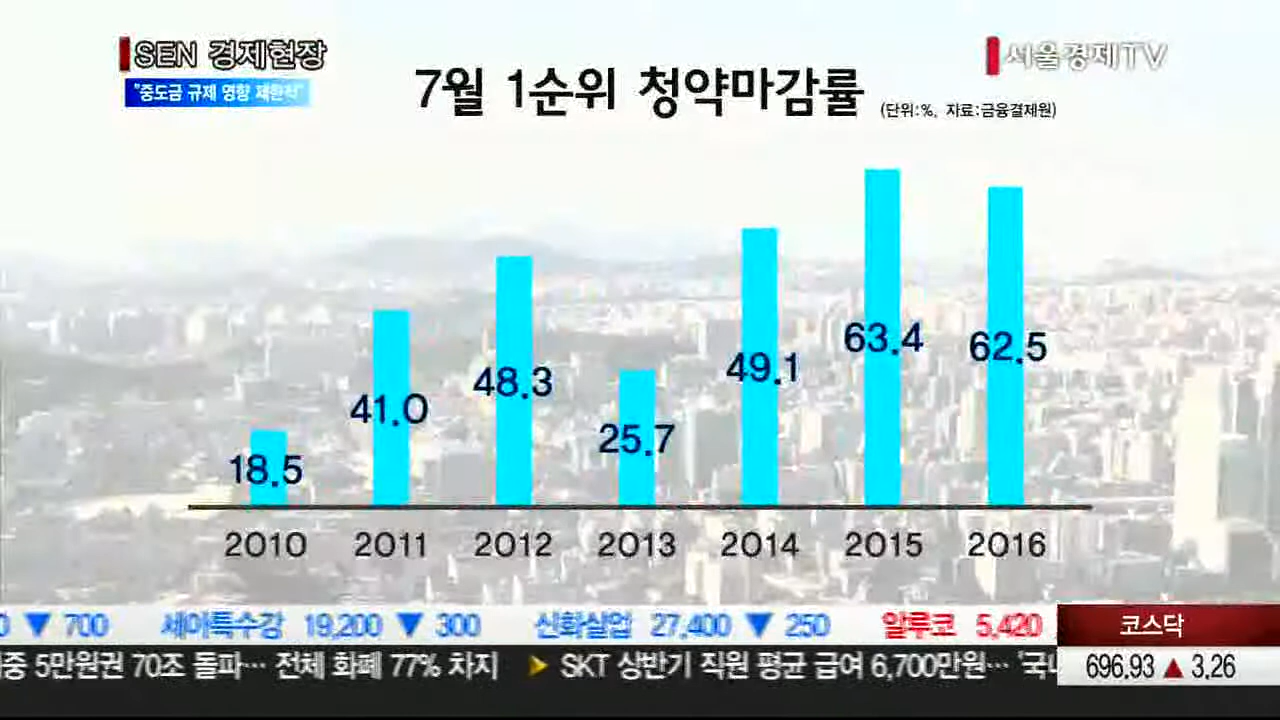 SEN 경제현장
서울경제TV
"중도금 규제 영향 제한적"
7월 1순위 청약마감률
(단위:%, 자료:금융결제원)
18.5
41.0
48.3
25.7
49.1
63.4
62.5
2010 2011 2012 2013 2014 2015 2016
0 ▼ 700 세아특수강 19,200 ▼ 300 신화실업 27,400 ▼ 250 알루코 5,420
코스닥
중 5만원권 70조 돌파… 전체 화폐 77% 차지 ▶ SKT 상반기 직원 평균 급여 6,700만원… '국
696.93 ▲ 3.26